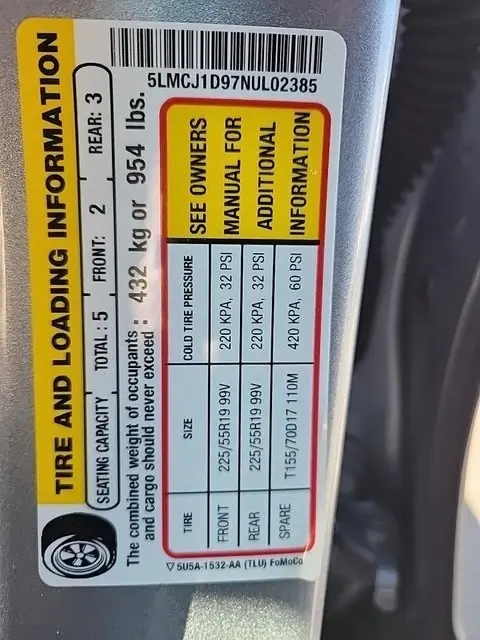 TIRE AND LOADING INFORMATION
SEATING CAPACITY TOTAL : 5 FRONT: 2 REAR: 3
The combined weight of occupants
and cargo should never exceed : 432 kg or 954 lbs.
5LMCJ1D97NUL02385
TIRE SIZE COLD TIRE PRESSURE
FRONT 225/55R19 99V 220 KPA, 32 PSI
REAR 225/55R19 99V 220 KPA, 32 PSI
SPARE T155/70D17 110M 420 KPA, 60 PSI
SEE OWNERS
MANUAL FOR
ADDITIONAL
INFORMATION
5U5A-1532-AA (TLU) FoMoCo